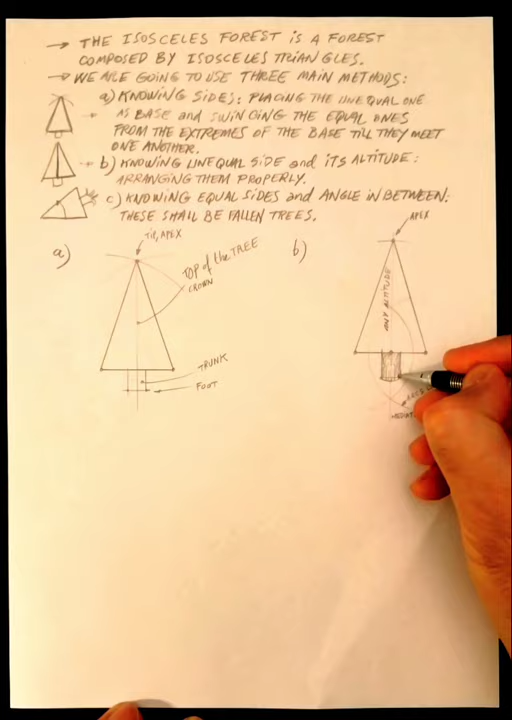 → THE ISOSCELES FOREST IS A FOREST
COMPOSED BY ISOSCELES TRIANGLES.
→ WE ARE GOING TO USE THREE MAIN METHODS:
a) KNOWING SIDES: PLACING THE UNEQUAL ONE
AS BASE and SWINGING THE EQUAL ONES
FROM THE EXTREMES OF THE BASE TILL THEY MEET
ONE ANOTHER.
b) KNOWING UNEQUAL SIDE and ITS ALTITUDE:
ARRANGING THEM PROPERLY.
c) KNOWING EQUAL SIDES and ANGLE IN BETWEEN:
THESE SHALL BE FALLEN TREES.
a)
TIP, APEX
TOP of the TREE
CROWN
TRUNK
FOOT
b)
APEX
ANY ALTITUDE